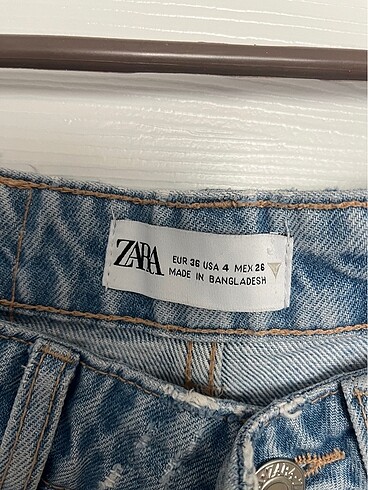 ZARA
EUR 36 USA 4 MEX 26
MADE IN BANGLADESH
ZARA